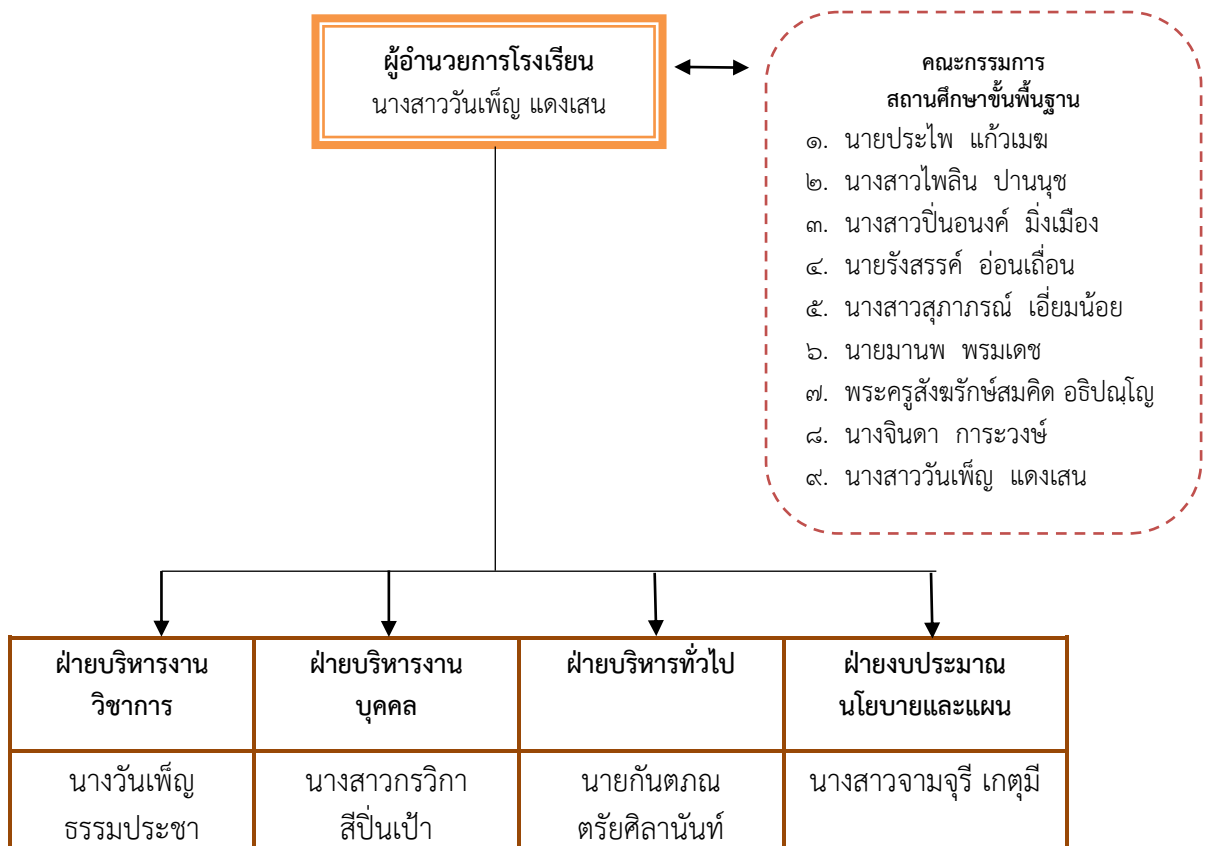 ผู้อำนวยการโรงเรียน
นางสาววันเพ็ญ แดงเสน
คณะกรรมการ
สถานศึกษาขั้นพื้นฐาน
๑. นายประไพ แก้วเมฆ
๒. นางสาวไพลิน ปานนุช
๓. นางสาวปิ่นอนงค์ มิ่งเมือง
๔. นายรังสรรค์ อ่อนเถื่อน
๕. นางสาวสุภาภรณ์ เอี่ยมน้อย
๖. นายมานพ พรมเดช
๗. พระครูสังฆรักษ์สมคิด อธิปญฺโญ
๘. นางจินดา การะวงษ์
๙. นางสาววันเพ็ญ แดงเสน
ฝ่ายบริหารงาน
วิชาการ
ฝ่ายบริหารงาน
บุคคล
ฝ่ายบริหารทั่วไป
ฝ่ายงบประมาณ
นโยบายและแผน
นางวันเพ็ญ
ธรรมประชา
นางสาวกรวิกา
สีปิ่นเป้า
นายกันตภณ
ตรัยศิลานันท์
นางสาวจามจุรี เกตุมี